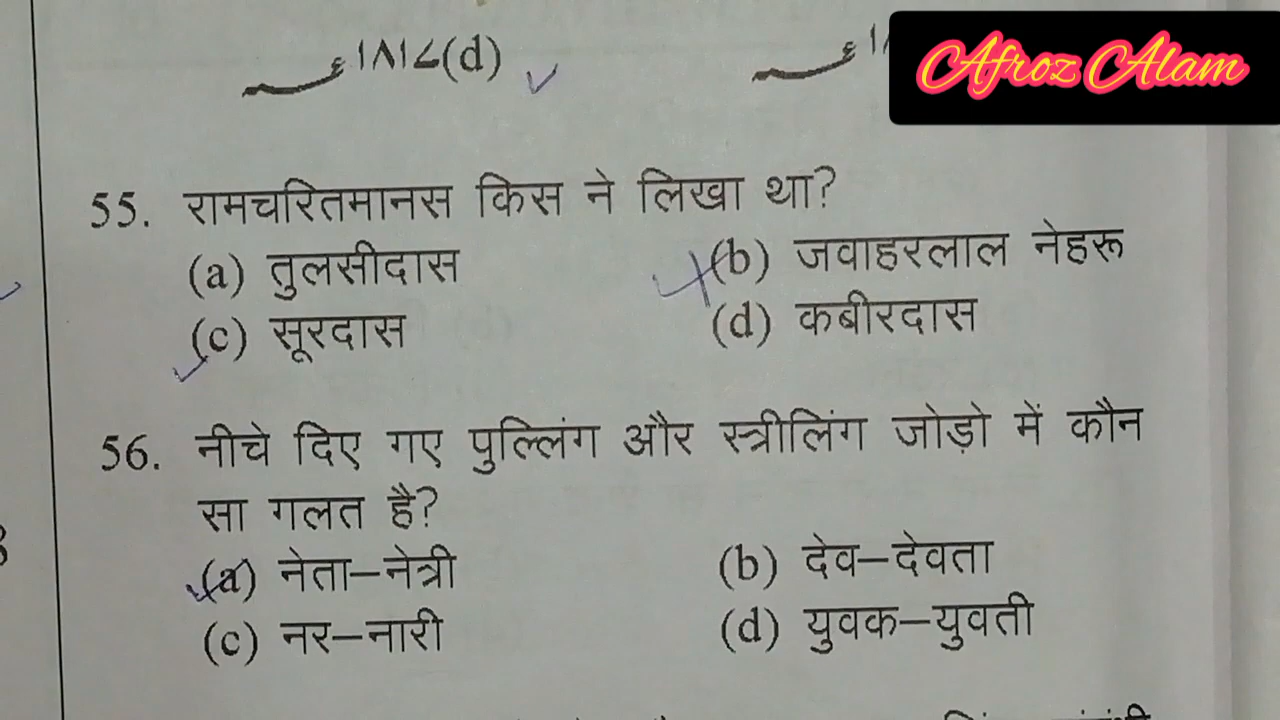 ء۱۸۱۷(d)
Afroz Alam
55. रामचरितमानस किस ने लिखा था?
(a) तुलसीदास (b) जवाहरलाल नेहरू
(c) सूरदास (d) कबीरदास
56. नीचे दिए गए पुल्लिंग और स्त्रीलिंग जोड़ो में कौन
सा गलत है?
(a) नेता–नेत्री (b) देव–देवता
(c) नर–नारी (d) युवक–युवती